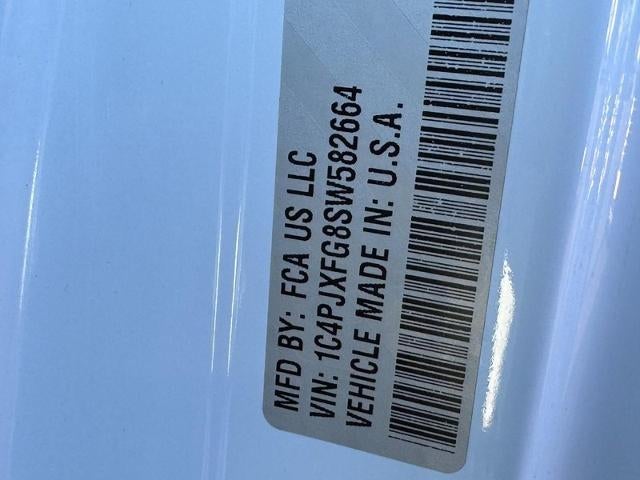 MFD BY: FCA US LLC
VIN: 1C4PJXFG8SW582664
VEHICLE MADE IN: U.S.A.